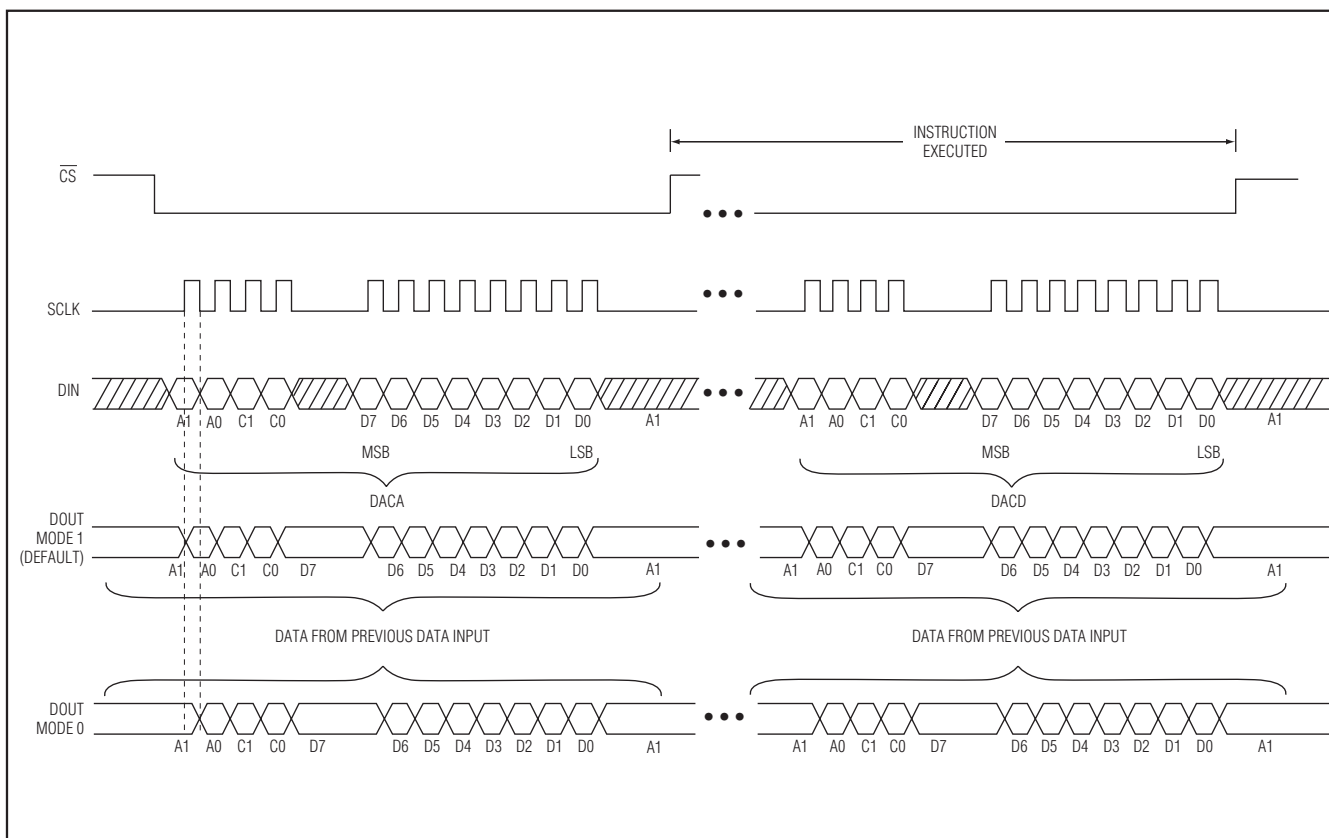 INSTRUCTION
EXECUTED
CS
SCLK
DIN
A1 A0 C1 C0 D7 D6 D5 D4 D3 D2 D1 D0 A1 A1 A0 C1 C0 D7 D6 D5 D4 D3 D2 D1 D0 A1
MSB LSB MSB LSB
DACA DACD
DOUT
MODE 1
(DEFAULT)
A1 A0 C1 C0 D7 D6 D5 D4 D3 D2 D1 D0 A1 A1 A0 C1 C0 D7 D6 D5 D4 D3 D2 D1 D0 A1
DATA FROM PREVIOUS DATA INPUT DATA FROM PREVIOUS DATA INPUT
DOUT
MODE 0
A1 A0 C1 C0 D7 D6 D5 D4 D3 D2 D1 D0 A1 A1 A0 C1 C0 D7 D6 D5 D4 D3 D2 D1 D0 A1